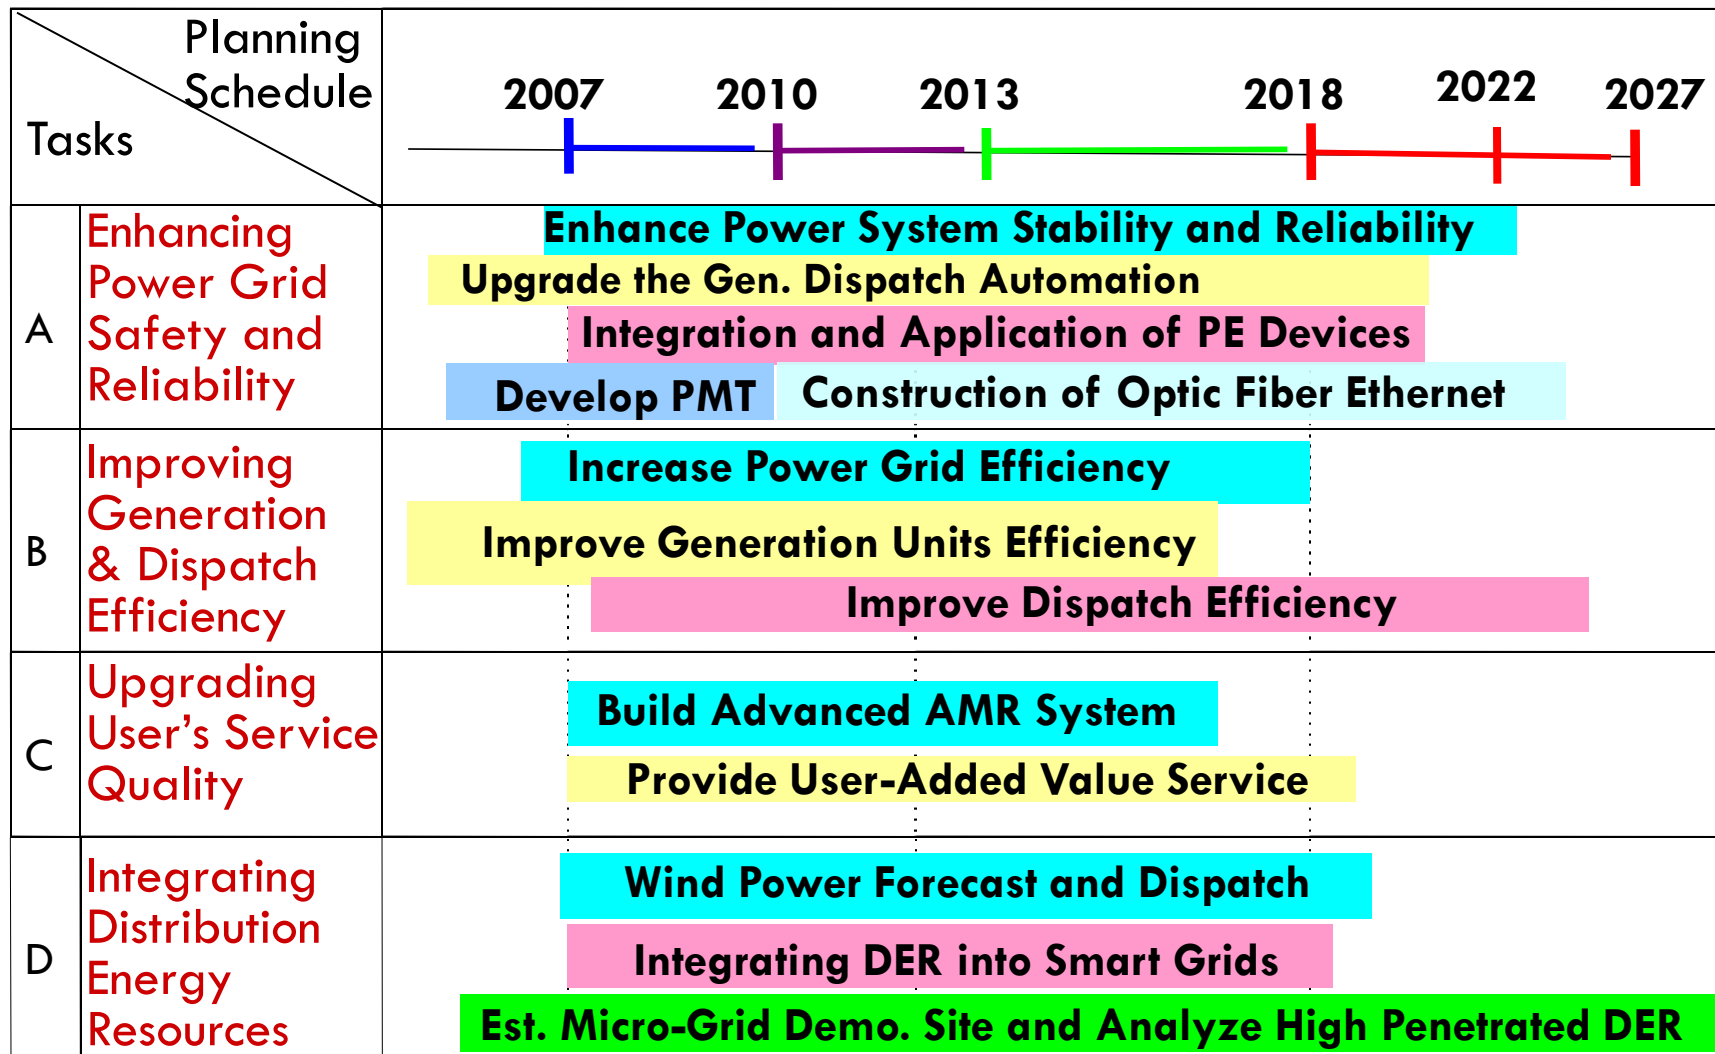 Planning
Schedule
Tasks
2007 2010 2013 2018 2022 2027
A
Enhancing
Power Grid
Safety and
Reliability
Enhance Power System Stability and Reliability
Upgrade the Gen. Dispatch Automation
Integration and Application of PE Devices
Develop PMT
Construction of Optic Fiber Ethernet
B
Improving
Generation
& Dispatch
Efficiency
Increase Power Grid Efficiency
Improve Generation Units Efficiency
Improve Dispatch Efficiency
C
Upgrading
User’s Service
Quality
Build Advanced AMR System
Provide User-Added Value Service
D
Integrating
Distribution
Energy
Resources
Wind Power Forecast and Dispatch
Integrating DER into Smart Grids
Est. Micro-Grid Demo. Site and Analyze High Penetrated DER